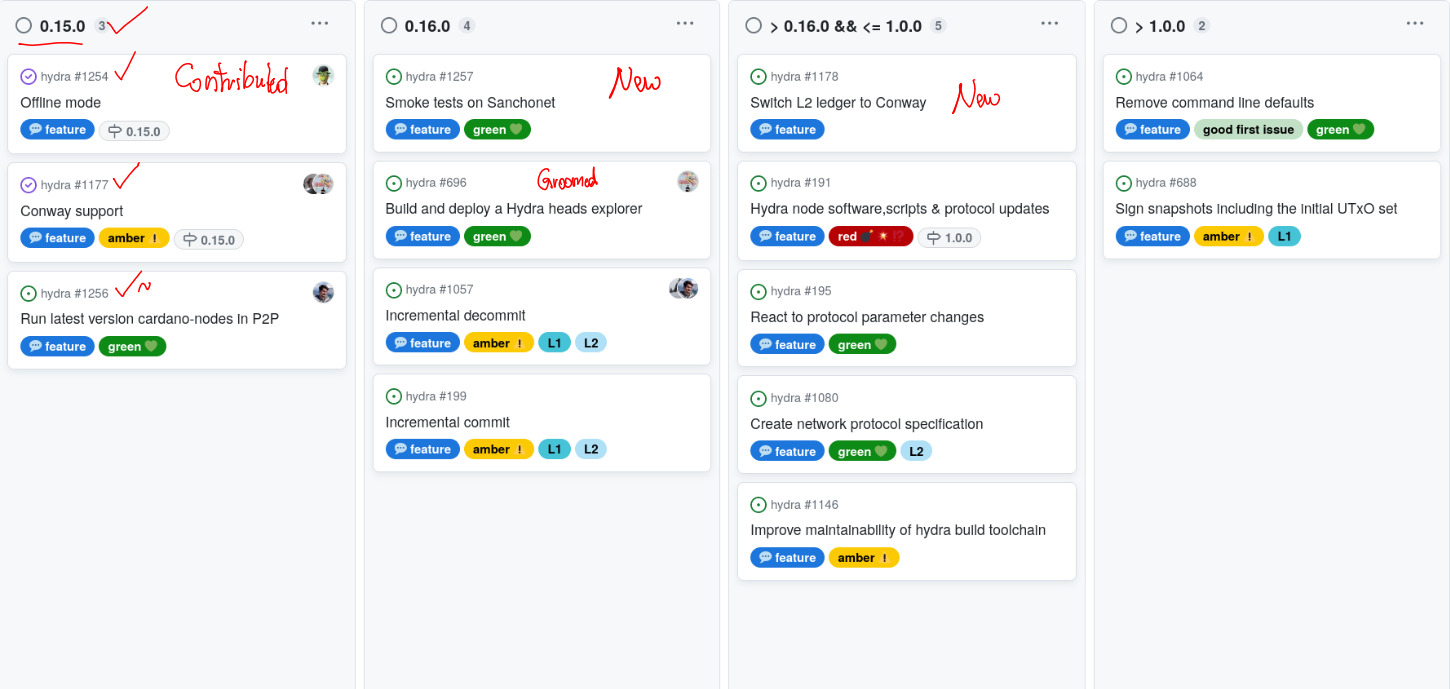 0.15.0 3
hydra #1254
Contributed
Offline mode
feature 0.15.0
hydra #1177
Conway support
feature amber ! 0.15.0
hydra #1256
Run latest version cardano-nodes in P2P
feature green
0.16.0 4
hydra #1257
New
Smoke tests on Sanchonet
feature green
hydra #696
Groomed
Build and deploy a Hydra heads explorer
feature green
hydra #1057
Incremental decommit
feature amber ! L1 L2
hydra #199
Incremental commit
feature amber ! L1 L2
> 0.16.0 && <= 1.0.0 5
hydra #1178
Switch L2 ledger to Conway
New
feature
hydra #191
Hydra node software,scripts & protocol updates
feature red 💣 💥 ⁉ 1.0.0
hydra #195
React to protocol parameter changes
feature green
hydra #1080
Create network protocol specification
feature green L2
hydra #1146
Improve maintainability of hydra build toolchain
feature amber !
> 1.0.0 2
hydra #1064
Remove command line defaults
feature good first issue green
hydra #688
Sign snapshots including the initial UTxO set
feature amber ! L1